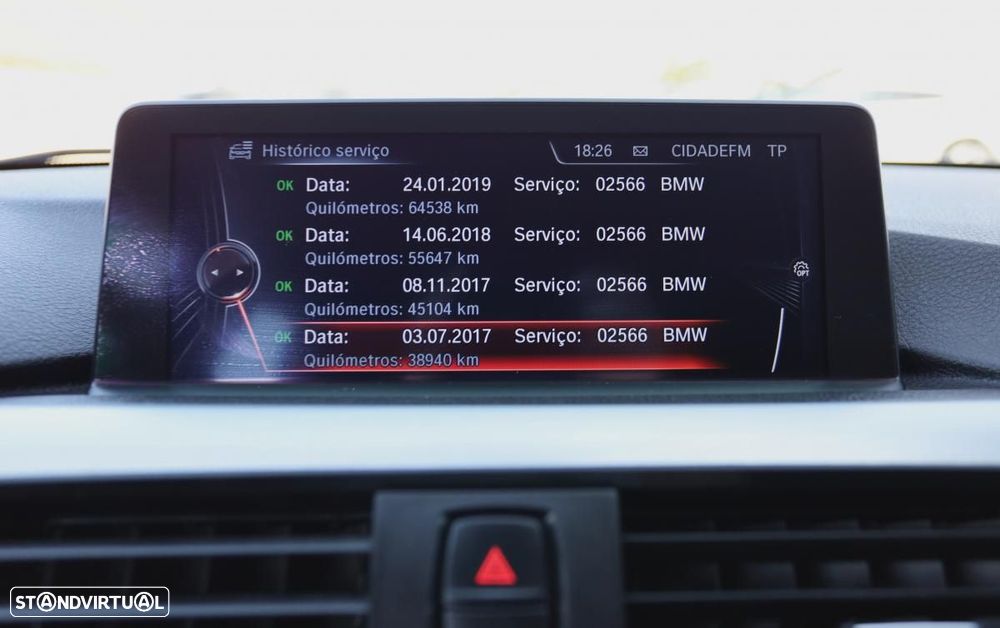 Histórico serviço 18:26 CIDADEFM TP
OK Data: 24.01.2019 Serviço: 02566 BMW
Quilómetros: 64538 km
OK Data: 14.06.2018 Serviço: 02566 BMW
Quilómetros: 55647 km
OK Data: 08.11.2017 Serviço: 02566 BMW
Quilómetros: 45104 km
OK Data: 03.07.2017 Serviço: 02566 BMW
Quilómetros: 38940 km
OPT
STANDVIRTUAL